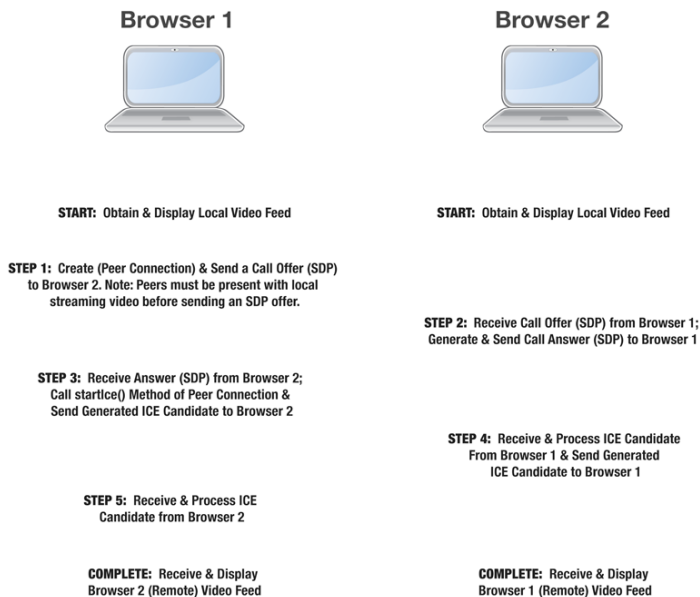 Browser 1
Browser 2
START: Obtain & Display Local Video Feed
START: Obtain & Display Local Video Feed
STEP 1: Create (Peer Connection) & Send a Call Offer (SDP)
to Browser 2. Note: Peers must be present with local
streaming video before sending an SDP offer.
STEP 2: Receive Call Offer (SDP) from Browser 1;
Generate & Send Call Answer (SDP) to Browser 1
STEP 3: Receive Answer (SDP) from Browser 2;
Call startIce() Method of Peer Connection &
Send Generated ICE Candidate to Browser 2
STEP 4: Receive & Process ICE Candidate
From Browser 1 & Send Generated
ICE Candidate to Browser 1
STEP 5: Receive & Process ICE
Candidate from Browser 2
COMPLETE: Receive & Display
Browser 2 (Remote) Video Feed
COMPLETE: Receive & Display
Browser 1 (Remote) Video Feed